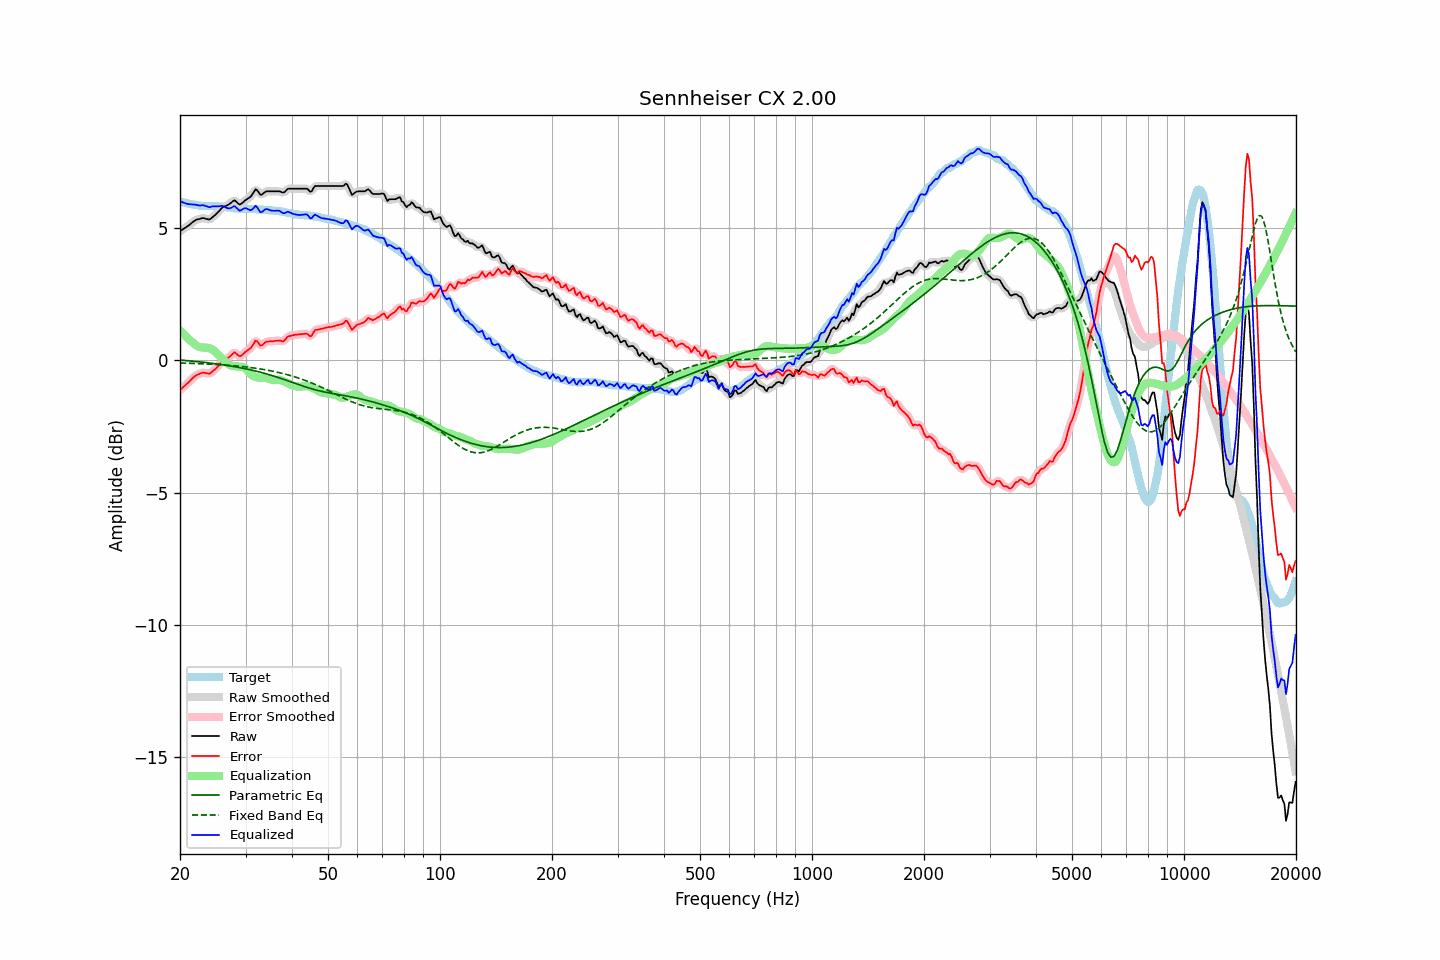 Sennheiser CX 2.00
Amplitude (dBr)
5
0
−5
−10
−15
Target
Raw Smoothed
Error Smoothed
Raw
Error
Equalization
Parametric Eq
Fixed Band Eq
Equalized
20 50 100 200 500 1000 2000 5000 10000 20000
Frequency (Hz)